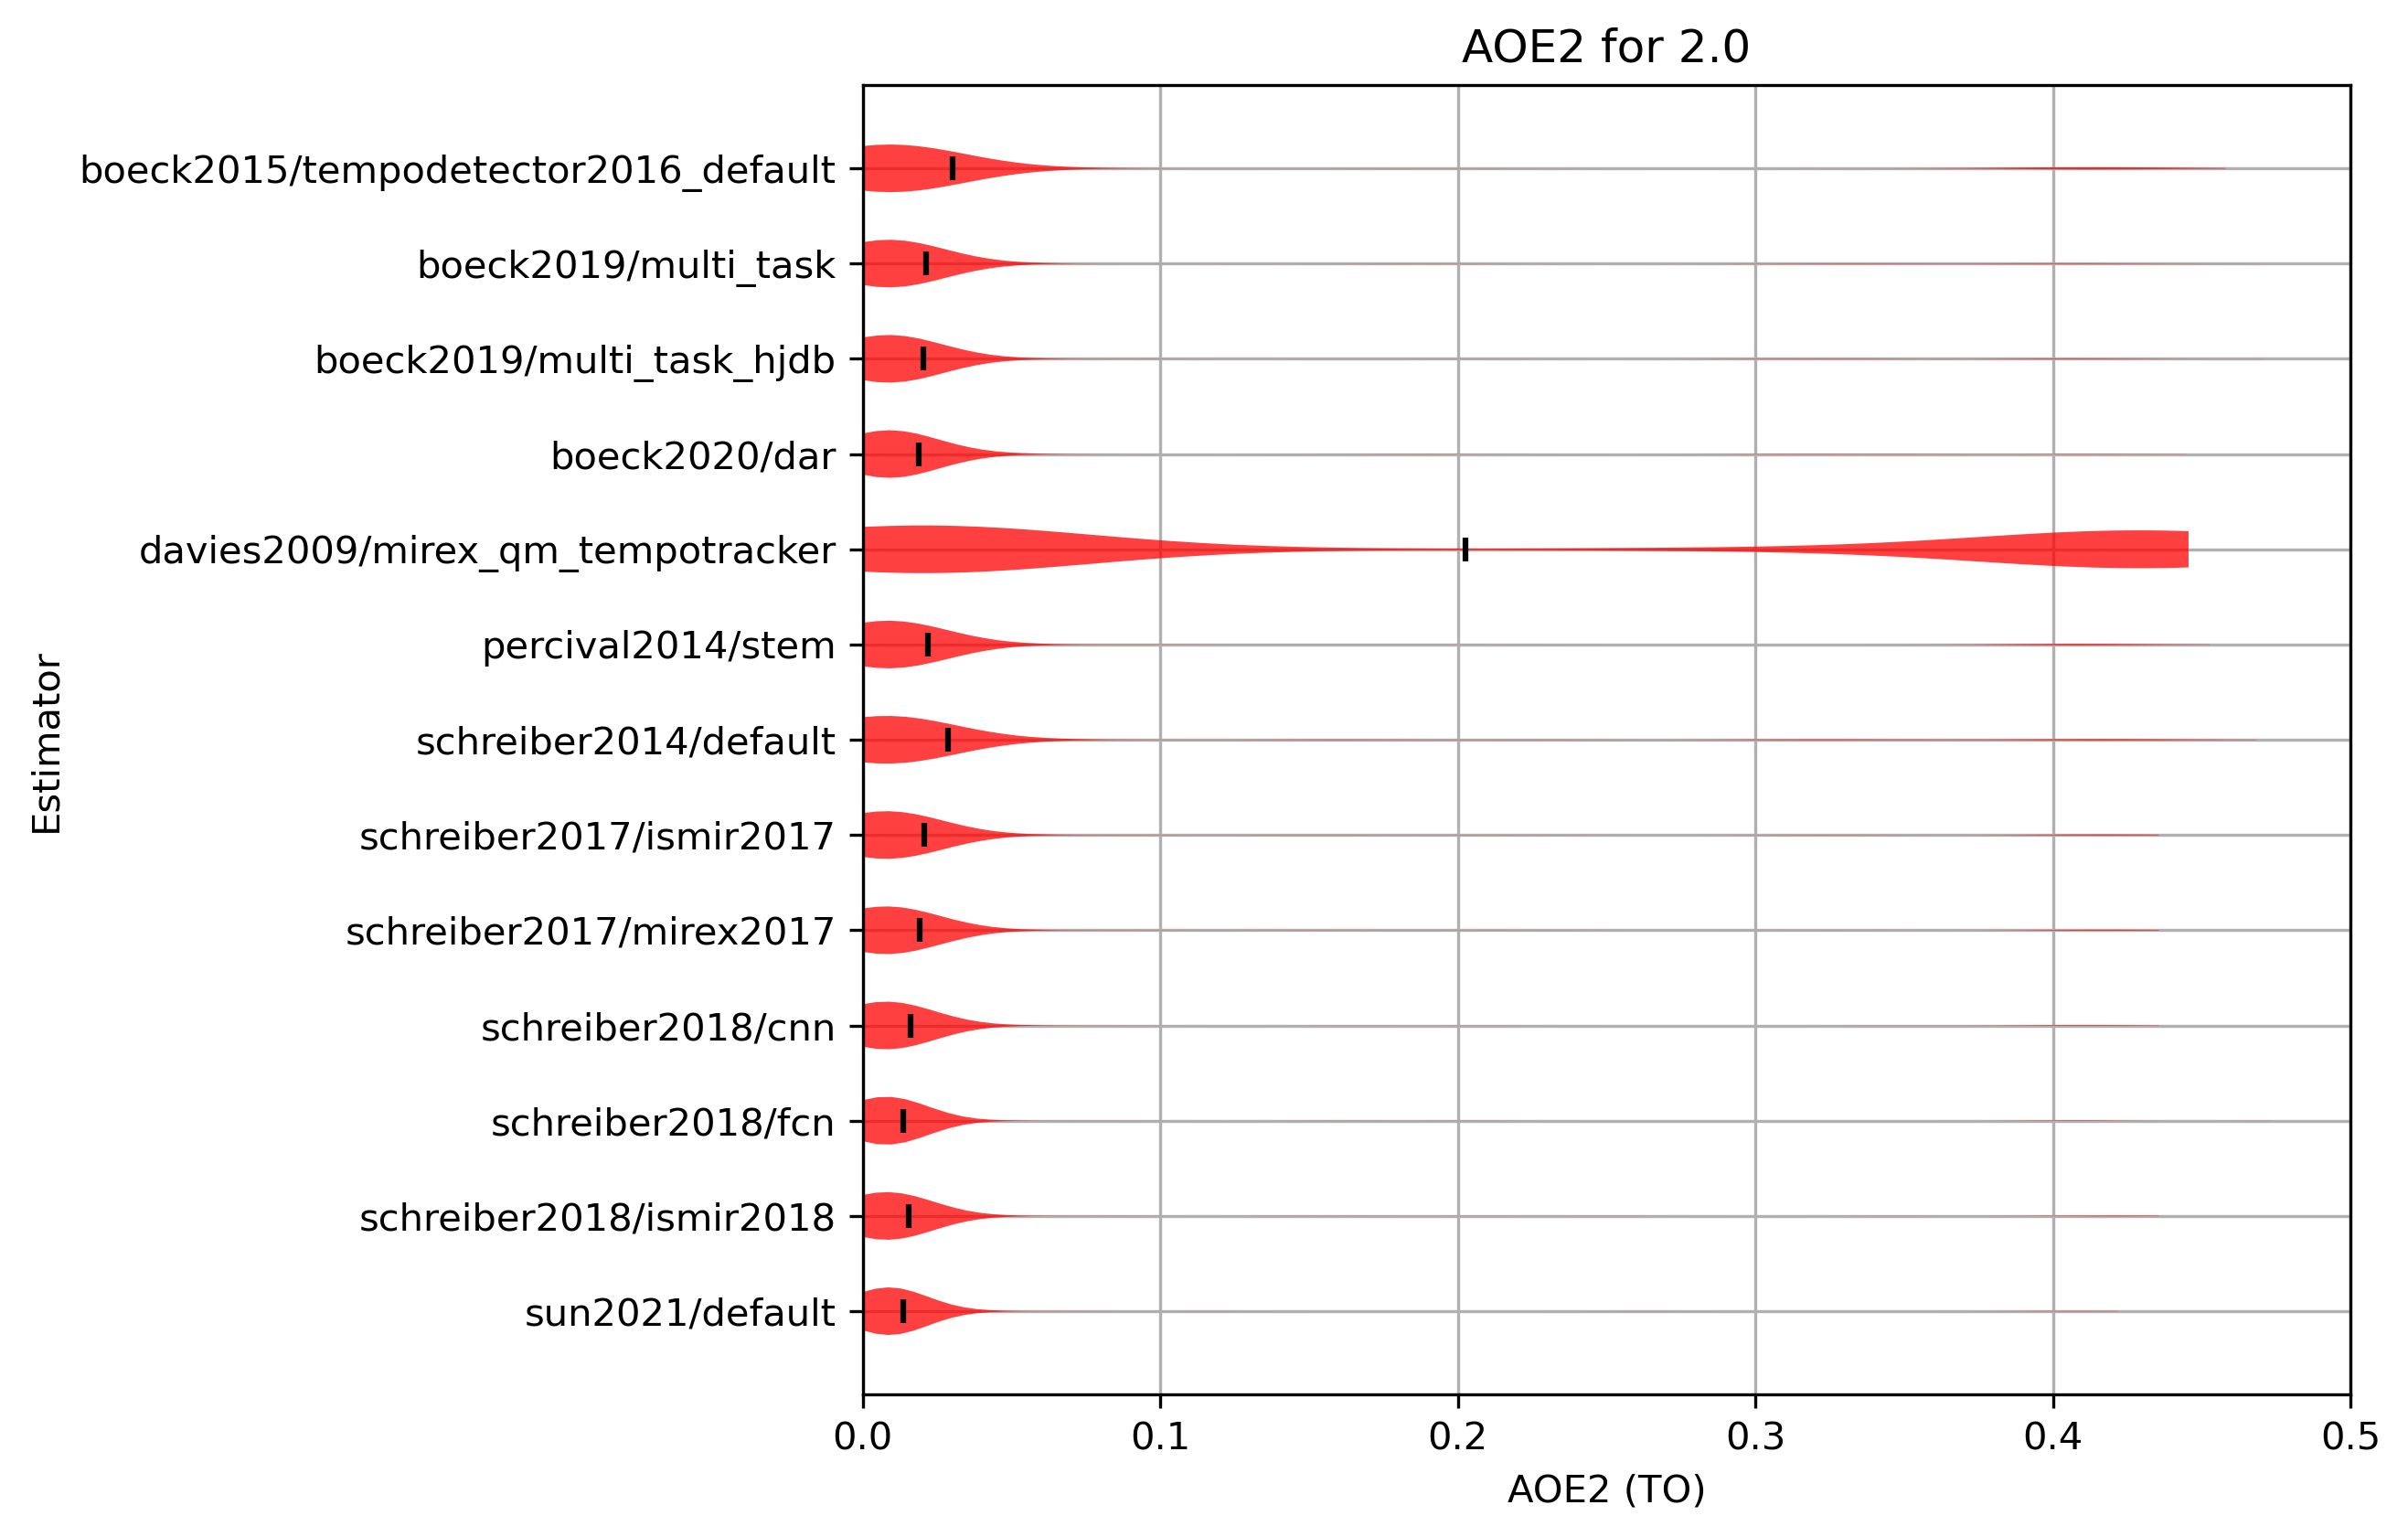 AOE2 for 2.0
boeck2015/tempodetector2016_default
boeck2019/multi_task
boeck2019/multi_task_hjdb
boeck2020/dar
davies2009/mirex_qm_tempotracker
percival2014/stem
schreiber2014/default
schreiber2017/ismir2017
schreiber2017/mirex2017
schreiber2018/cnn
schreiber2018/fcn
schreiber2018/ismir2018
sun2021/default
Estimator
0.0 0.1 0.2 0.3 0.4 0.5
AOE2 (TO)